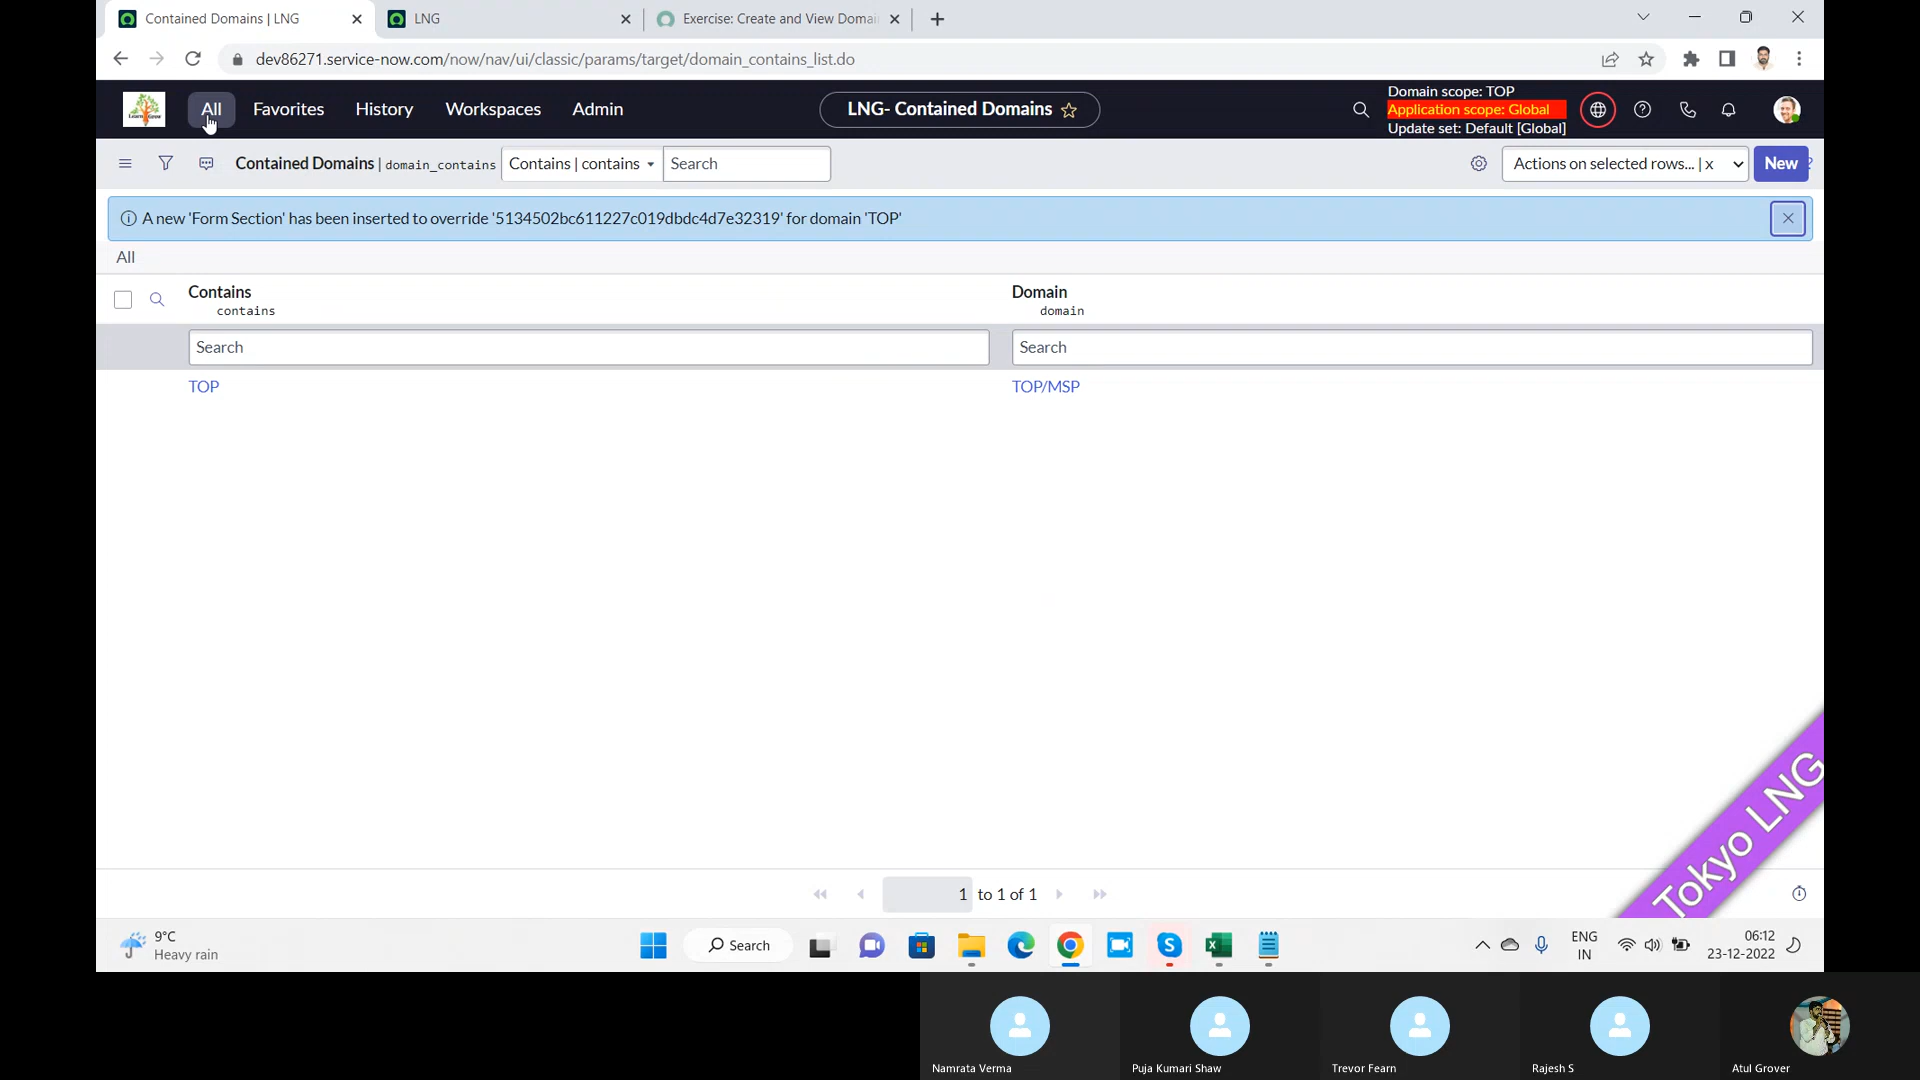 Contained Domains | LNG
LNG
Exercise: Create and View Domai
dev86271.service-now.com/now/nav/ui/classic/params/target/domain_contains_list.do
All
Favorites
History
Workspaces
Admin
LNG- Contained Domains
Domain scope: TOP
Application scope: Global
Update set: Default [Global]
Contained Domains | domain_contains
Contains | contains
Search
Actions on selected rows... | x
New
A new 'Form Section' has been inserted to override '5134502bc611227c019dbdc4d7e32319' for domain 'TOP'
All
Contains
contains
Domain
domain
Search
Search
TOP
TOP/MSP
1 to 1 of 1
Tokyo LNG
9°C
Heavy rain
Search
ENG
IN
06:12
23-12-2022
Namrata Verma
Puja Kumari Shaw
Trevor Fearn
Rajesh S
Atul Grover